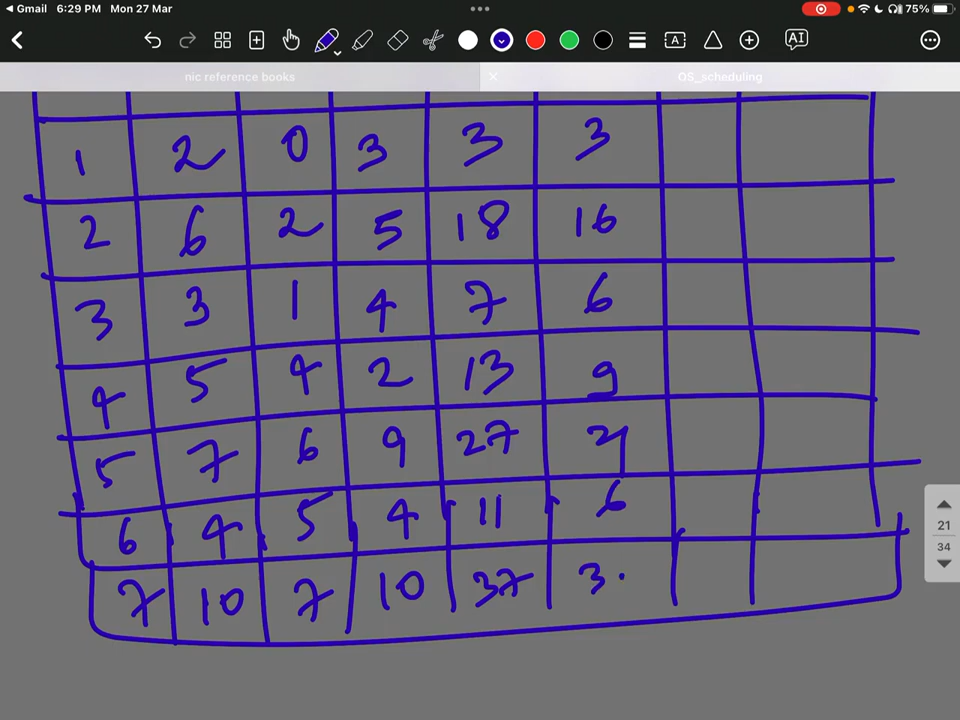 Gmail 6:29 PM Mon 27 Mar 75%
A AI
nic reference books OS_scheduling
1 2 0 3 3 3
2 6 2 5 18 16
3 3 1 4 7 6
4 5 4 2 13 9
5 7 6 9 27 21
6 4 5 4 11 6
7 10 7 10 37 3.
21
34